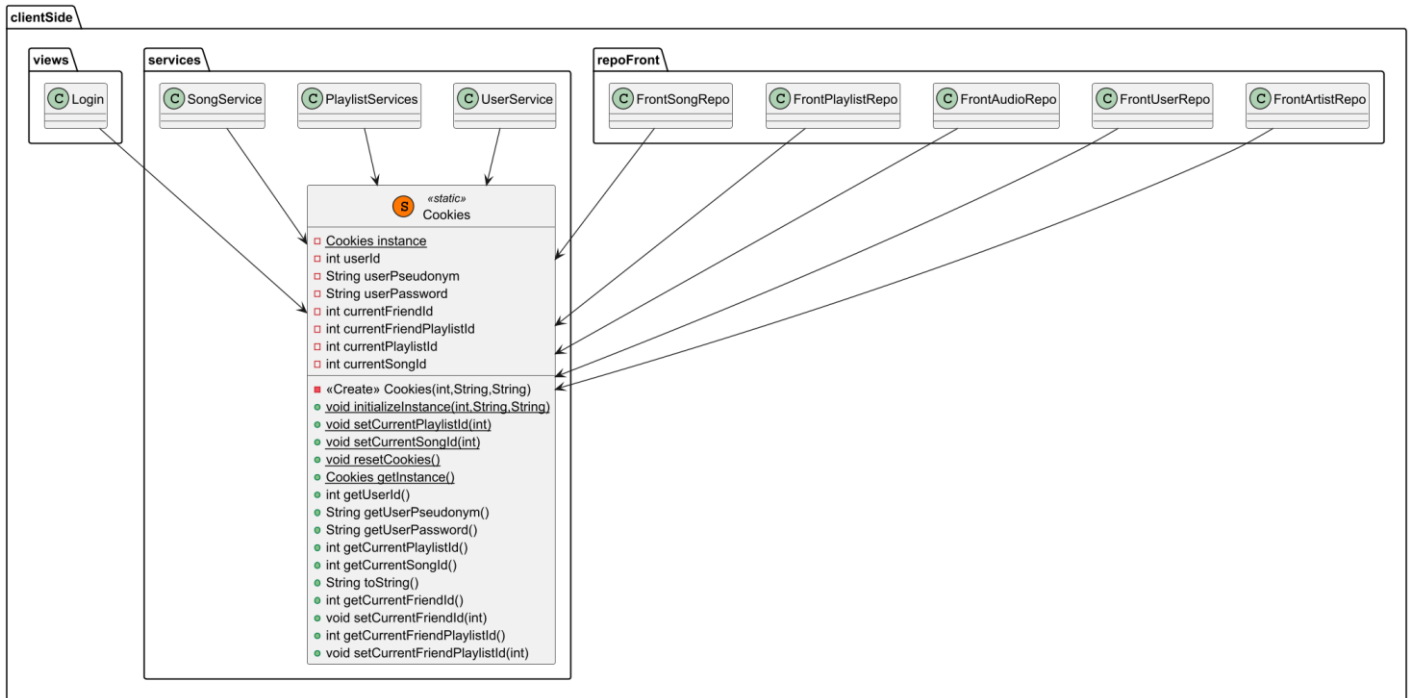 clientSide
views
services
repoFront
C Login
C SongService
C PlaylistServices
C UserService
C FrontSongRepo
C FrontPlaylistRepo
C FrontAudioRepo
C FrontUserRepo
C FrontArtistRepo
S «static»
Cookies
Cookies instance
int userId
String userPseudonym
String userPassword
int currentFriendId
int currentFriendPlaylistId
int currentPlaylistId
int currentSongId
«Create» Cookies(int,String,String)
void initializeInstance(int,String,String)
void setCurrentPlaylistId(int)
void setCurrentSongId(int)
void resetCookies()
Cookies getInstance()
int getUserId()
String getUserPseudonym()
String getUserPassword()
int getCurrentPlaylistId()
int getCurrentSongId()
String toString()
int getCurrentFriendId()
void setCurrentFriendId(int)
int getCurrentFriendPlaylistId()
void setCurrentFriendPlaylistId(int)